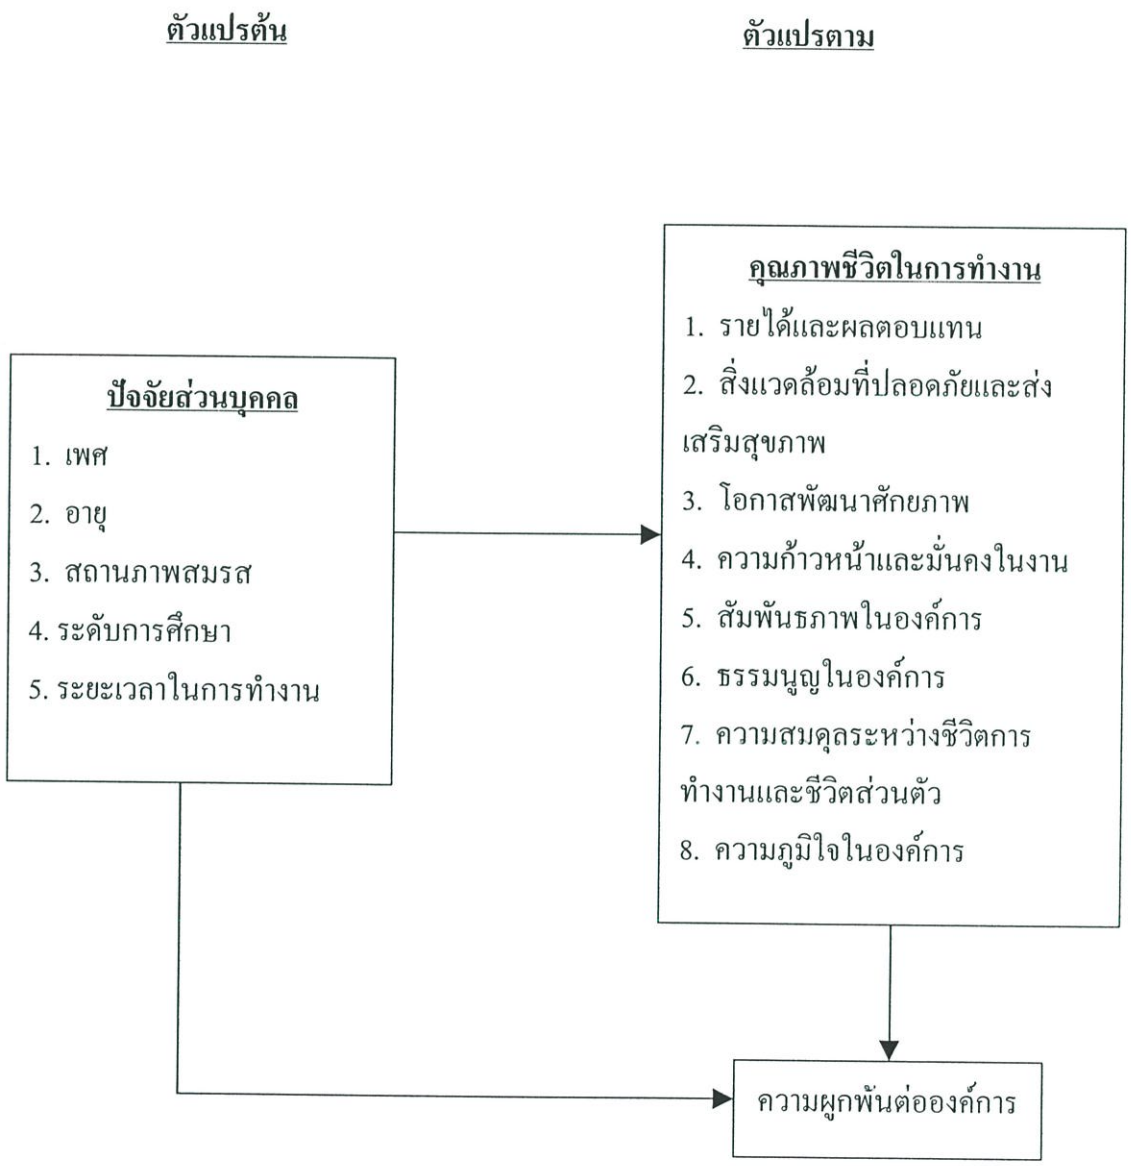 ตัวแปรต้น
ตัวแปรตาม
ปัจจัยส่วนบุคคล
1. เพศ
2. อายุ
3. สถานภาพสมรส
4. ระดับการศึกษา
5. ระยะเวลาในการทำงาน
คุณภาพชีวิตในการทำงาน
1. รายได้และผลตอบแทน
2. สิ่งแวดล้อมที่ปลอดภัยและส่ง
เสริมสุขภาพ
3. โอกาสพัฒนาศักยภาพ
4. ความก้าวหน้าและมั่นคงในงาน
5. สัมพันธภาพในองค์การ
6. ธรรมนูญในองค์การ
7. ความสมดุลระหว่างชีวิตการ
ทำงานและชีวิตส่วนตัว
8. ความภูมิใจในองค์การ
ความผูกพันต่อองค์การ